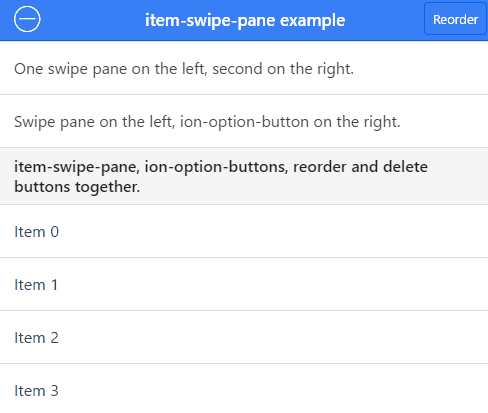 item-swipe-pane example
Reorder
One swipe pane on the left, second on the right.
Swipe pane on the left, ion-option-button on the right.
item-swipe-pane, ion-option-buttons, reorder and delete
buttons together.
Item 0
Item 1
Item 2
Item 3